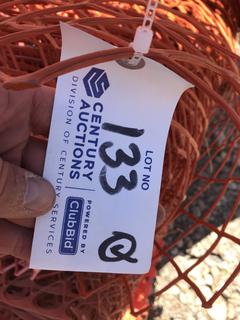 CENTURY
AUCTIONS
DIVISION OF CENTURY SERVICES
POWERED BY
ClubBid
LOT NO
133
Q